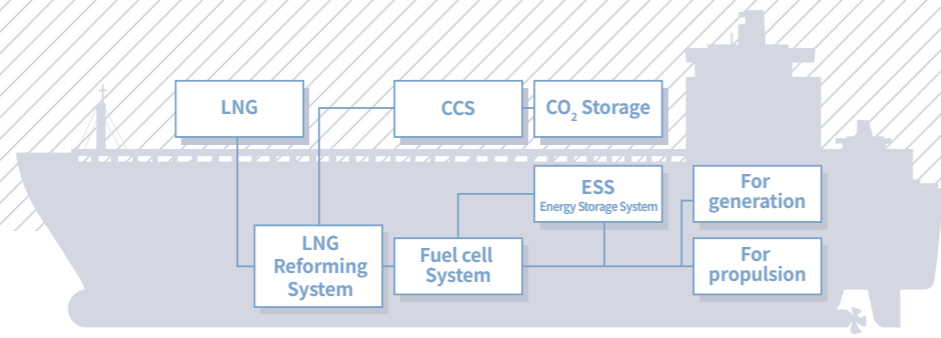 LNG
CCS
CO₂ Storage
ESS
Energy Storage System
For
generation
LNG
Reforming
System
Fuel cell
System
For
propulsion